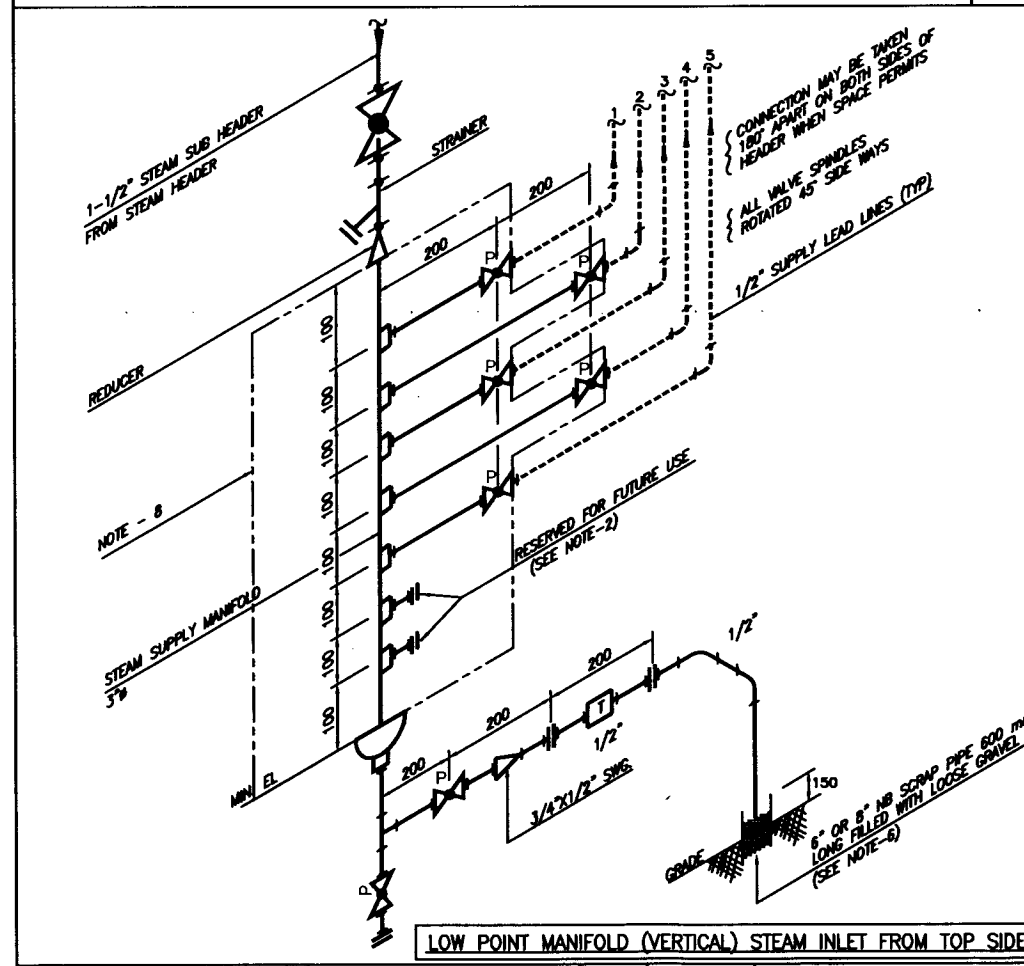 1-1/2" STEAM SUB HEADER
FROM STEAM HEADER
STRAINER
200
200
1
2
3
4
5
CONNECTION MAY BE TAKEN
180° APART ON BOTH SIDES OF
HEADER WHEN SPACE PERMITS
ALL VALVE SPINDLES
ROTATED 45° SIDE WAYS
1/2" SUPPLY LEAD LINES (TYP)
REDUCER
P
P
P
P
P
100
100
100
100
100
100
100
100
NOTE - 8
STEAM SUPPLY MANIFOLD
3"ø
RESERVED FOR FUTURE USE
(SEE NOTE-2)
MIN. EL
200
200
200
P
T
1/2"
1/2"
3/4"X1/2" SWG.
P
GRADE
150
6" OR 8" NB SCRAP PIPE 600 mm
LONG FILLED WITH LOOSE GRAVEL
(SEE NOTE-6)
LOW POINT MANIFOLD (VERTICAL) STEAM INLET FROM TOP SIDE